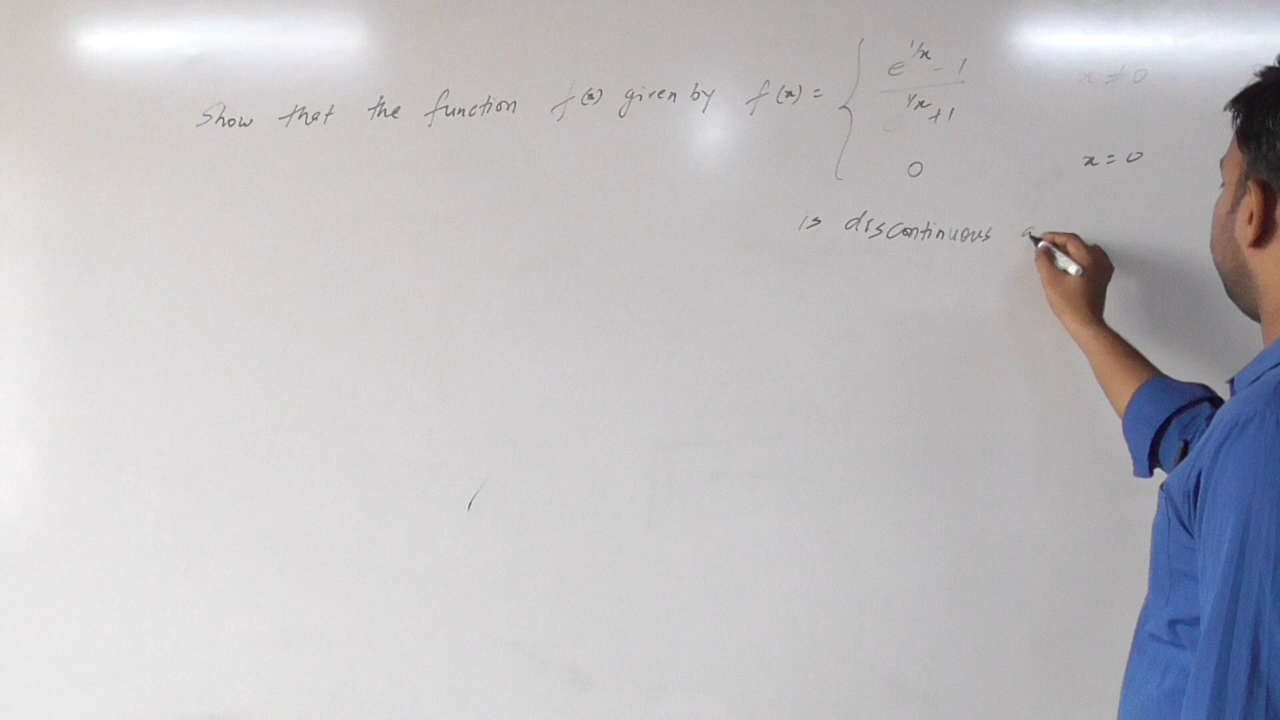 Show that the function f(x) given by f(x) = { (e^{1/x} - 1) / (e^{1/x} + 1) x ≠ 0
0 x = 0
is discontinuous a